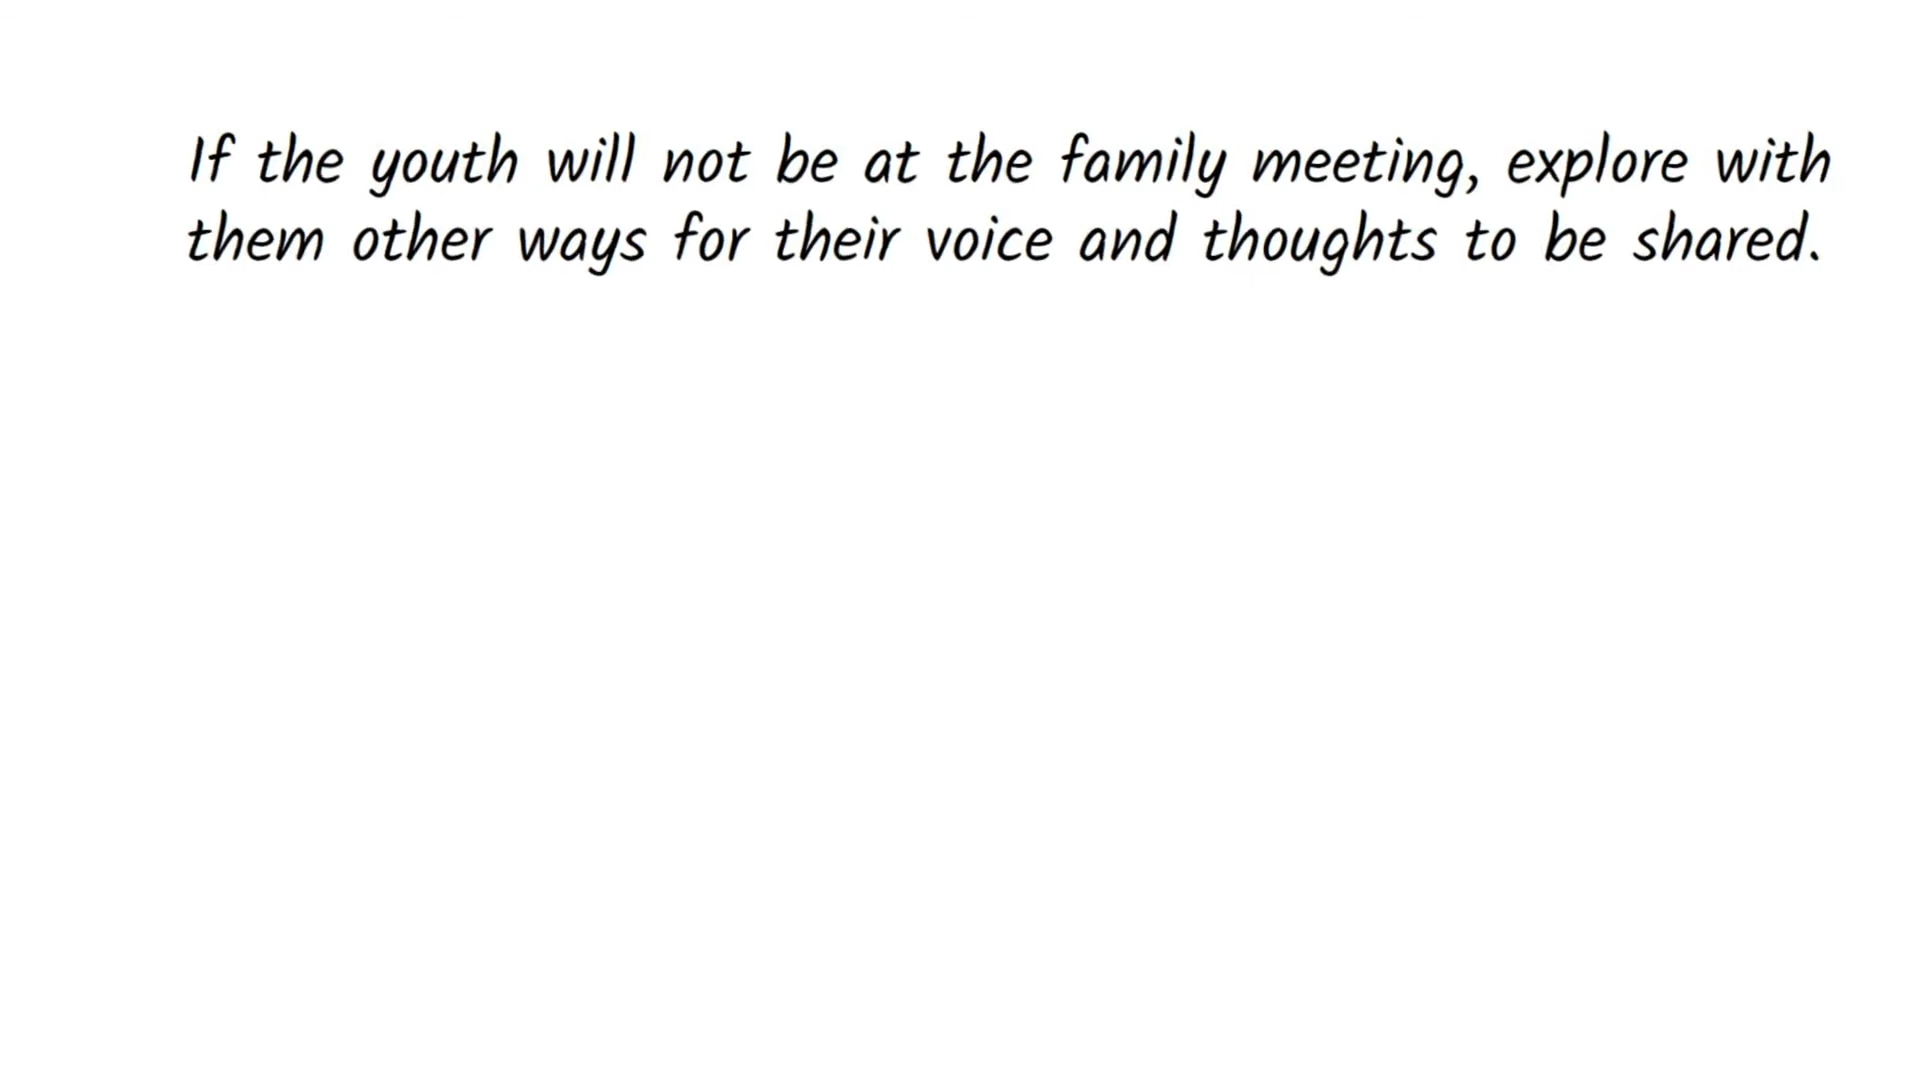 If the youth will not be at the family meeting, explore with
them other ways for their voice and thoughts to be shared.